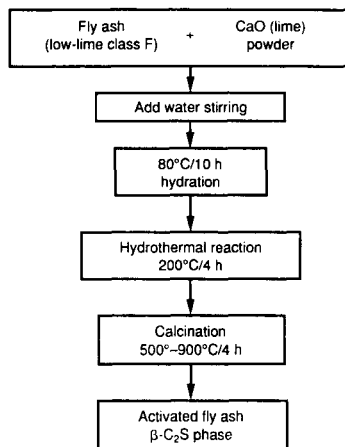 Fly ash + CaO (lime)
(low-lime class F) powder
Add water stirring
80°C/10 h
hydration
Hydrothermal reaction
200°C/4 h
Calcination
500°–900°C/4 h
Activated fly ash
β-C₂S phase